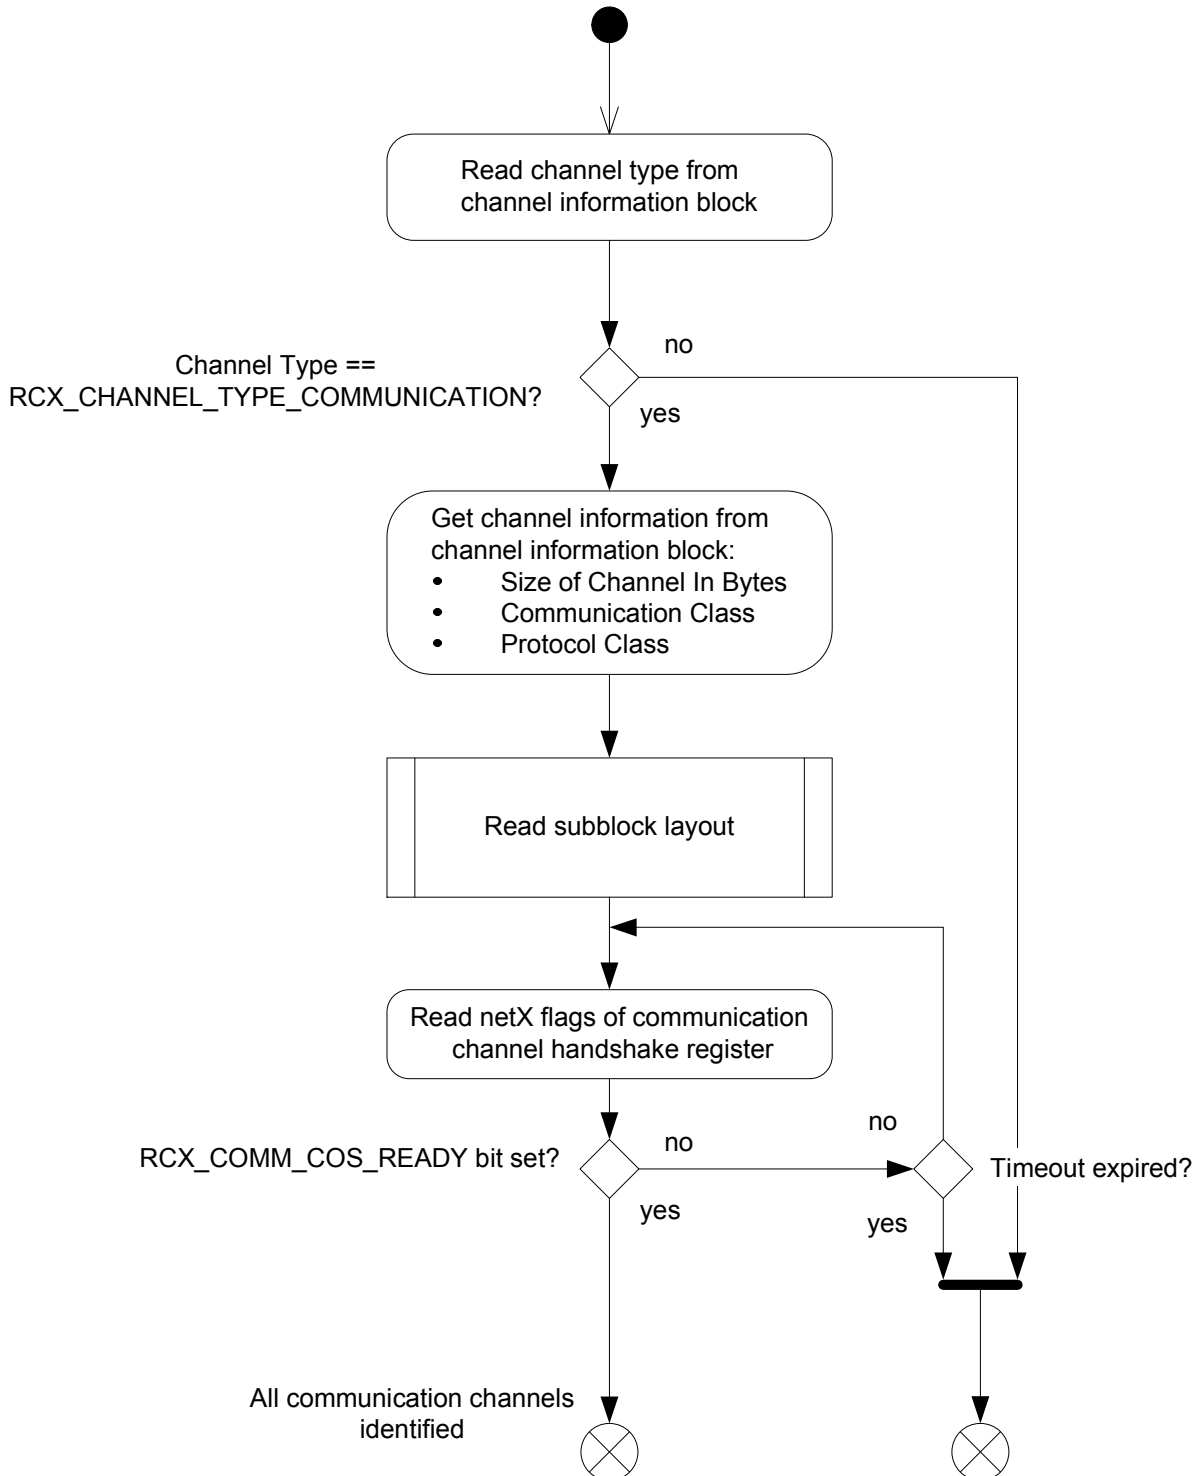 Read channel type from
channel information block
no
Channel Type ==
RCX_CHANNEL_TYPE_COMMUNICATION?
yes
Get channel information from
channel information block:
• Size of Channel In Bytes
• Communication Class
• Protocol Class
Read subblock layout
Read netX flags of communication
channel handshake register
no
no
RCX_COMM_COS_READY bit set?
Timeout expired?
yes
yes
All communication channels
identified